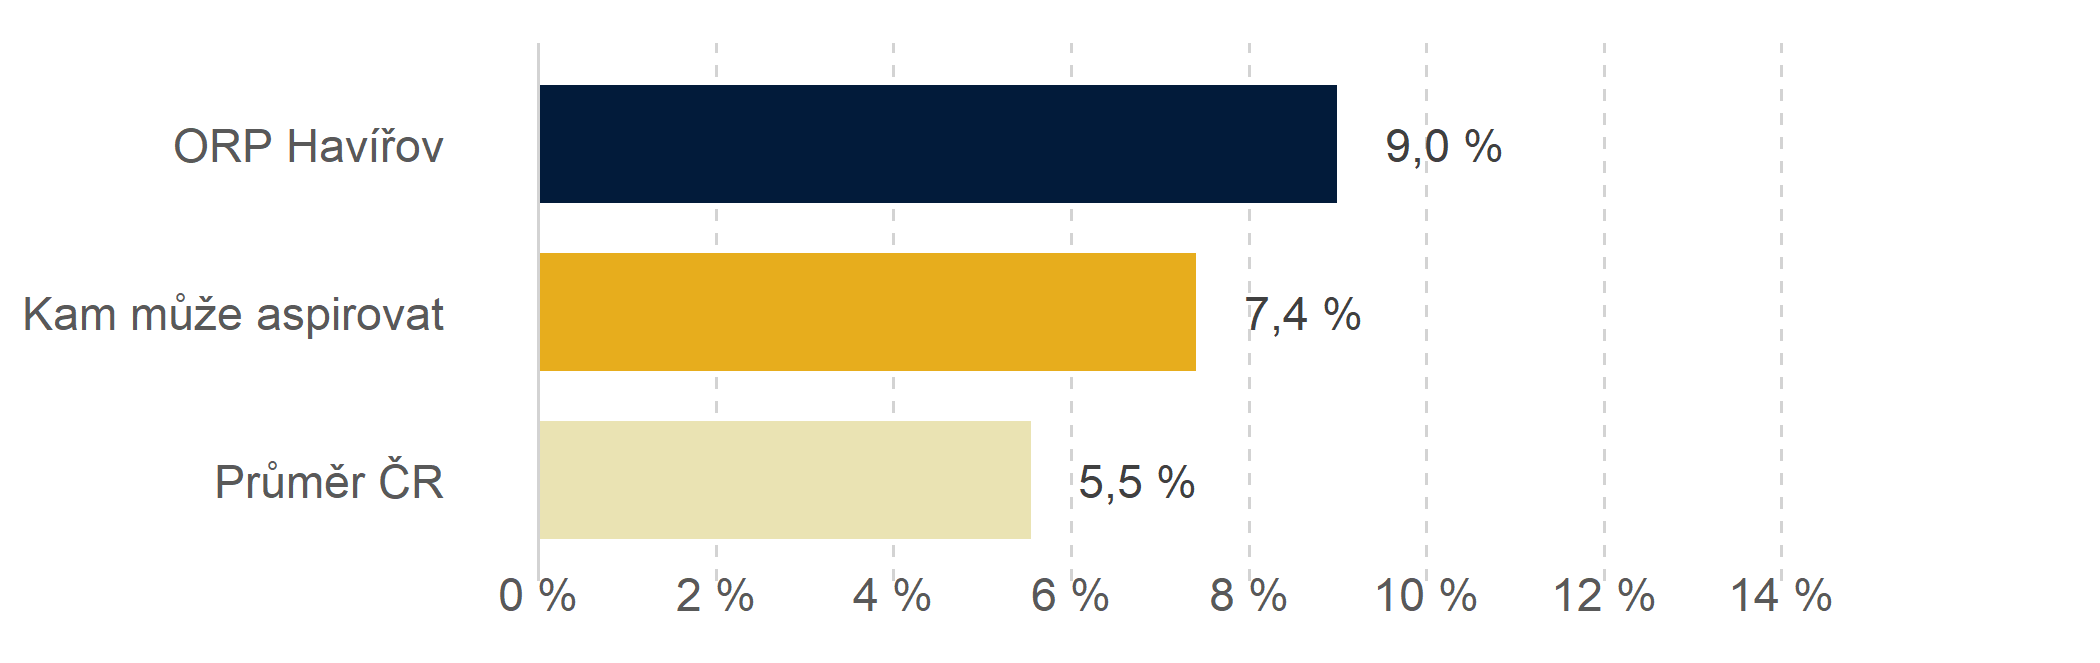 ORP Havířov
9,0 %
Kam může aspirovat
7,4 %
Průměr ČR
5,5 %
0 % 2 % 4 % 6 % 8 % 10 % 12 % 14 %